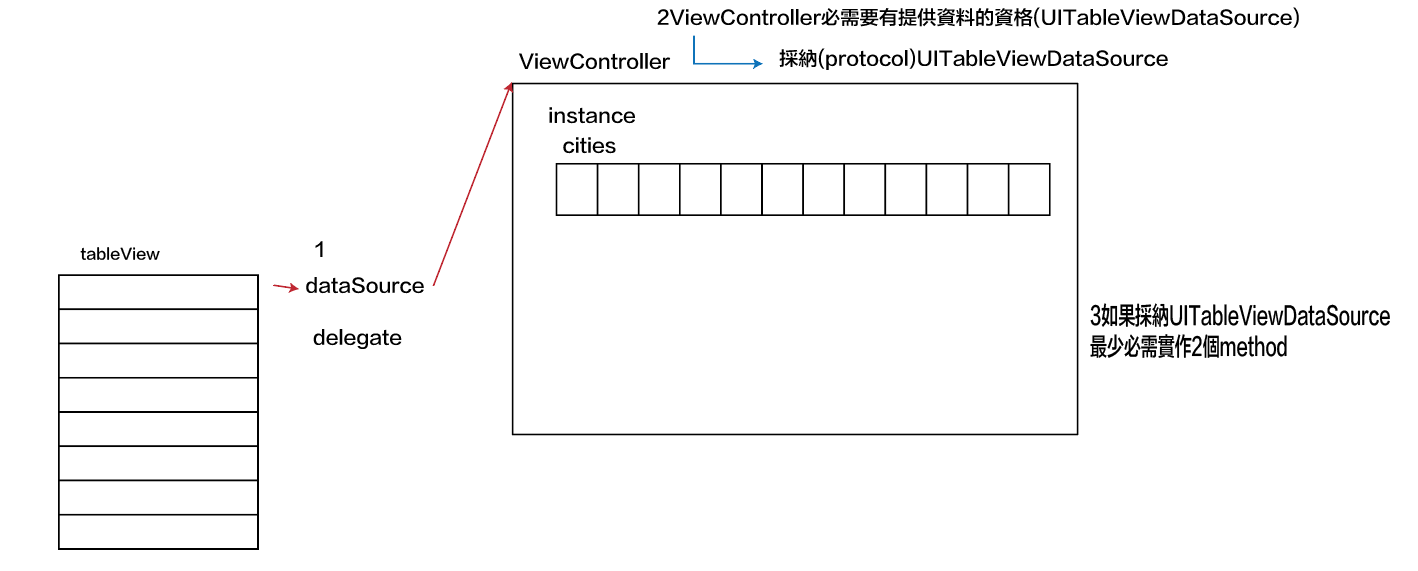 2ViewController必需要有提供資料的資格(UITableViewDataSource)
ViewController
採納(protocol)UITableViewDataSource
instance
cities
tableView
1
dataSource
delegate
3如果採納UITableViewDataSource
最少必需實作2個method